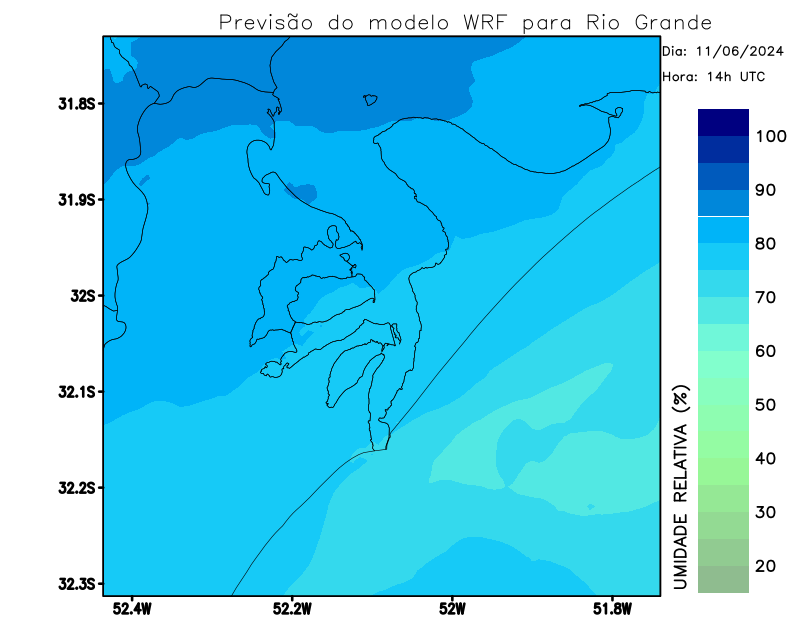 Previsão do modelo WRF para Rio Grande
Dia: 11/06/2024
Hora: 14h UTC
31.8S
31.9S
32S
32.1S
32.2S
32.3S
52.4W
52.2W
52W
51.8W
100
90
80
70
60
50
40
30
20
UMIDADE RELATIVA (%)